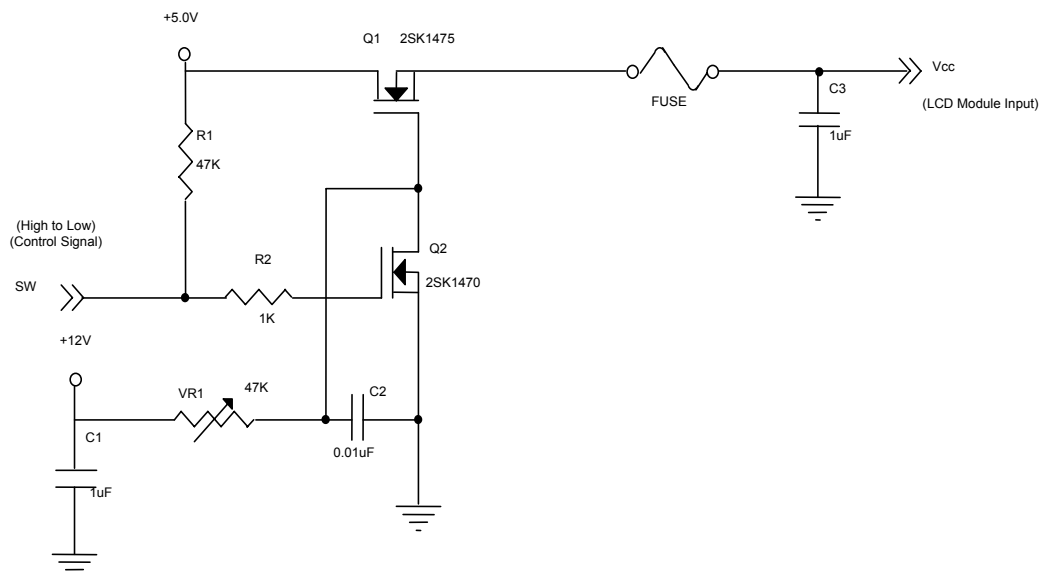 +5.0V
Q1 2SK1475
Vcc
FUSE
C3
(LCD Module Input)
1uF
R1
47K
(High to Low)
(Control Signal)
Q2
R2
2SK1470
SW
1K
+12V
VR1 47K
C2
C1
0.01uF
1uF